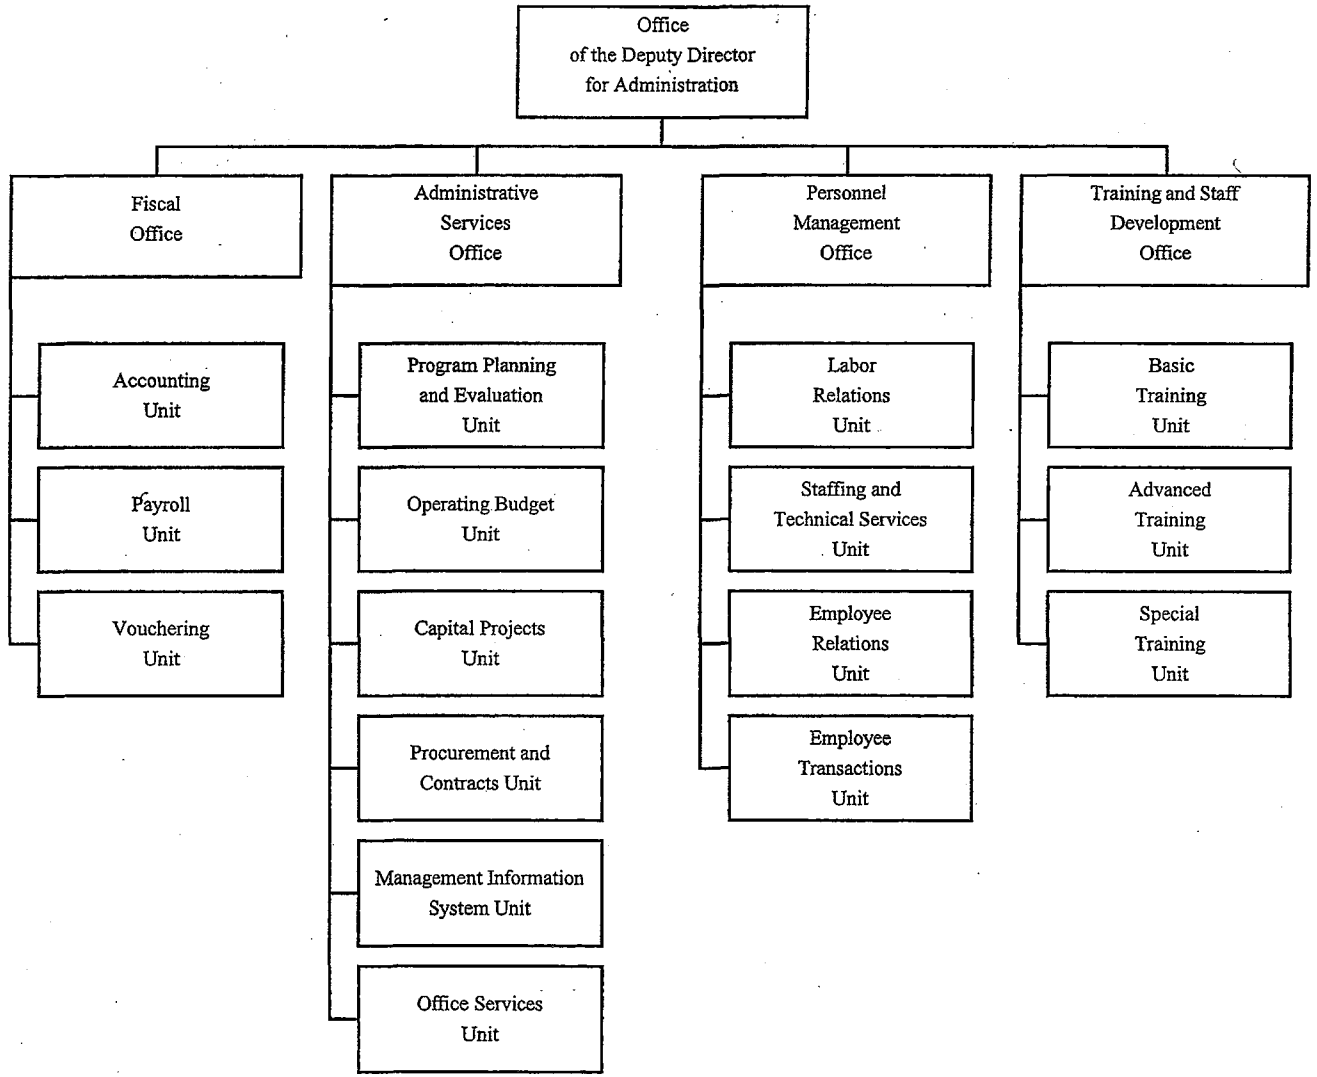 Office
of the Deputy Director
for Administration
Fiscal
Office
Administrative
Services
Office
Personnel
Management
Office
Training and Staff
Development
Office
Accounting
Unit
Payroll
Unit
Vouchering
Unit
Program Planning
and Evaluation
Unit
Operating Budget
Unit
Capital Projects
Unit
Procurement and
Contracts Unit
Management Information
System Unit
Office Services
Unit
Labor
Relations
Unit
Staffing and
Technical Services
Unit
Employee
Relations
Unit
Employee
Transactions
Unit
Basic
Training
Unit
Advanced
Training
Unit
Special
Training
Unit